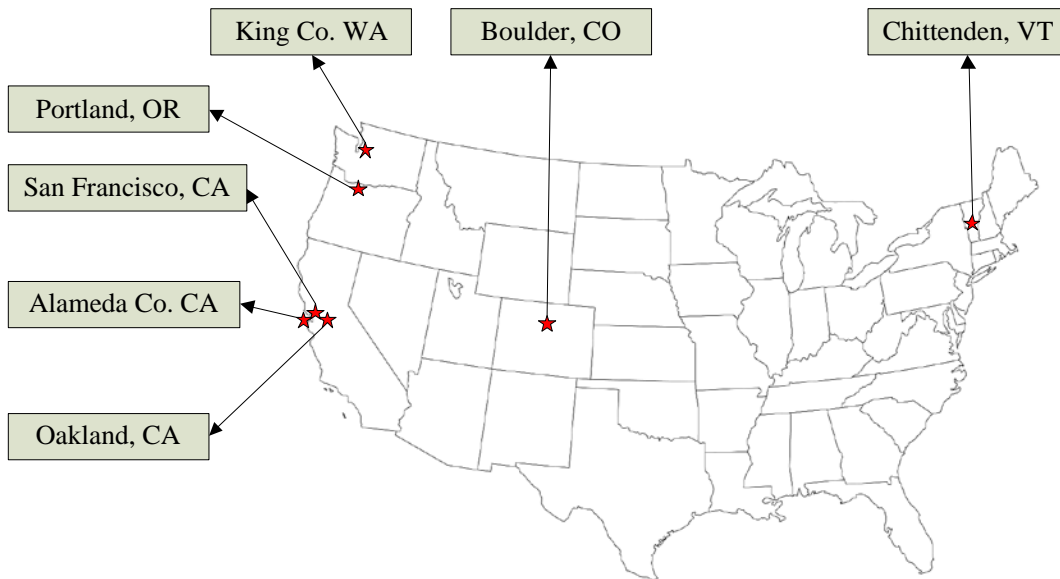 King Co. WA
Boulder, CO
Chittenden, VT
Portland, OR
San Francisco, CA
Alameda Co. CA
Oakland, CA